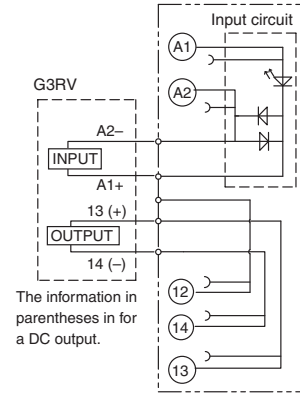 Input circuit
A1
G3RV
A2
A2–
INPUT
A1+
13 (+)
OUTPUT
14 (–)
12
14
13
The information in
parentheses in for
a DC output.